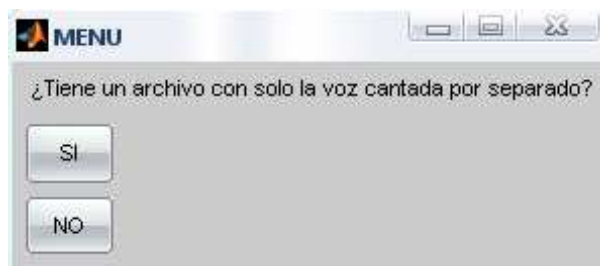 MENU
¿Tiene un archivo con solo la voz cantada por separado?
SI
NO